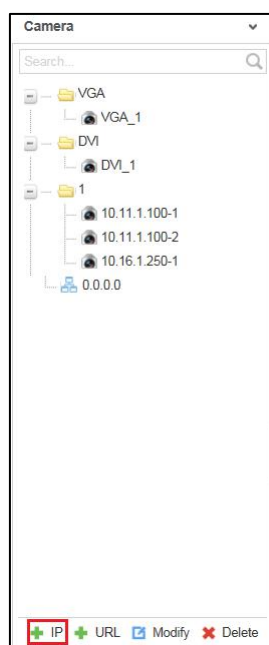 Camera
Search...
VGA
VGA_1
DVI
DVI_1
1
10.11.1.100-1
10.11.1.100-2
10.16.1.250-1
0.0.0.0
IP URL Modify Delete